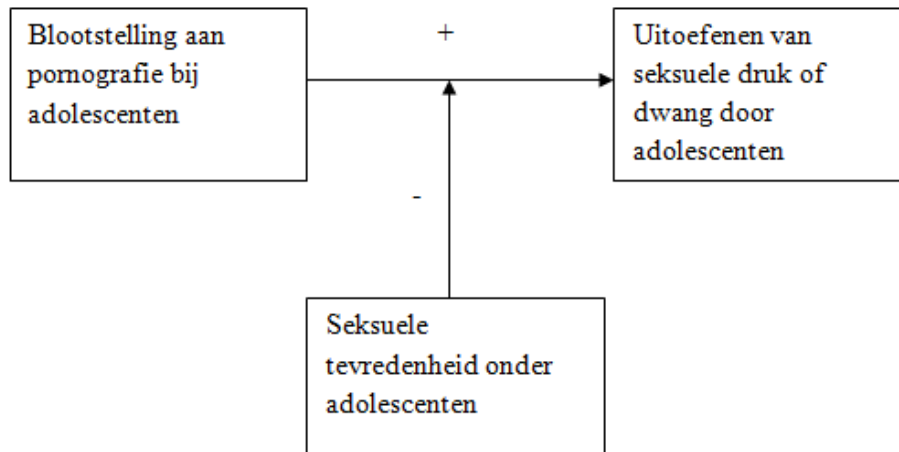 Blootstelling aan
pornografie bij
adolescenten
+
Uitoefenen van
seksuele druk of
dwang door
adolescenten
-
Seksuele
tevredenheid onder
adolescenten